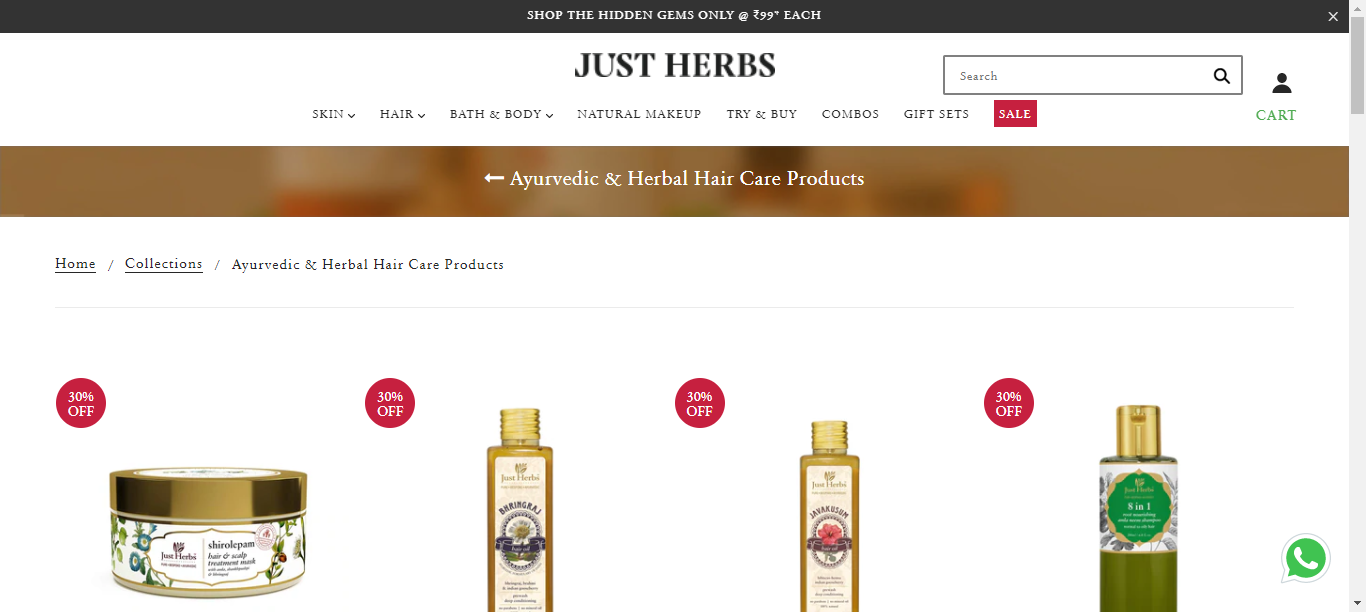 SHOP THE HIDDEN GEMS ONLY @ ₹99* EACH
JUST HERBS
Search
SKIN HAIR BATH & BODY NATURAL MAKEUP TRY & BUY COMBOS GIFT SETS SALE
CART
Ayurvedic & Herbal Hair Care Products
Home / Collections / Ayurvedic & Herbal Hair Care Products
30%
OFF
30%
OFF
30%
OFF
30%
OFF
Just Herbs
shirolepam
hair & scalp
treatment mask
Just Herbs
BHRINGRAJ
hair oil
Just Herbs
JAVAKUSUM
hair oil
Just Herbs
8 in 1
root nourishing